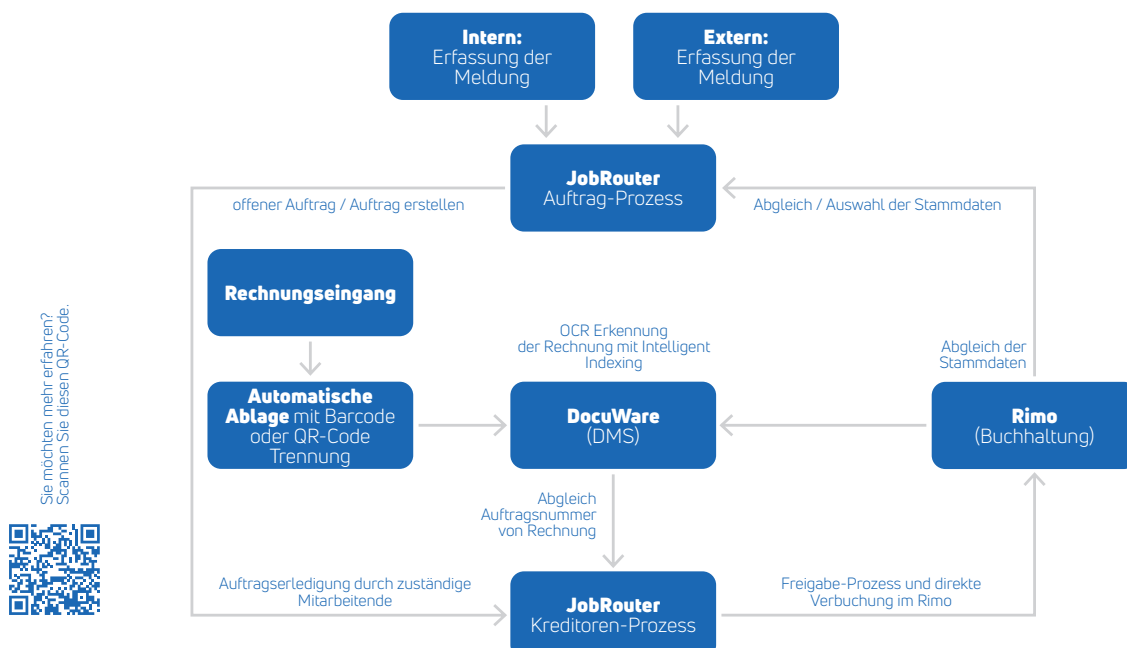 Intern:
Erfassung der
Meldung
Extern:
Erfassung der
Meldung
JobRouter
Auftrag-Prozess
offener Auftrag / Auftrag erstellen
Abgleich / Auswahl der Stammdaten
Rechnungseingang
OCR Erkennung
der Rechnung mit Intelligent
Indexing
Abgleich der
Stammdaten
Automatische
Ablage mit Barcode
oder QR-Code
Trennung
DocuWare
(DMS)
Rimo
(Buchhaltung)
Abgleich
Auftragsnummer
von Rechnung
Auftragserledigung durch zuständige
Mitarbeitende
JobRouter
Kreditoren-Prozess
Freigabe-Prozess und direkte
Verbuchung im Rimo
Sie möchten mehr erfahren?
Scannen Sie diesen QR-Code.